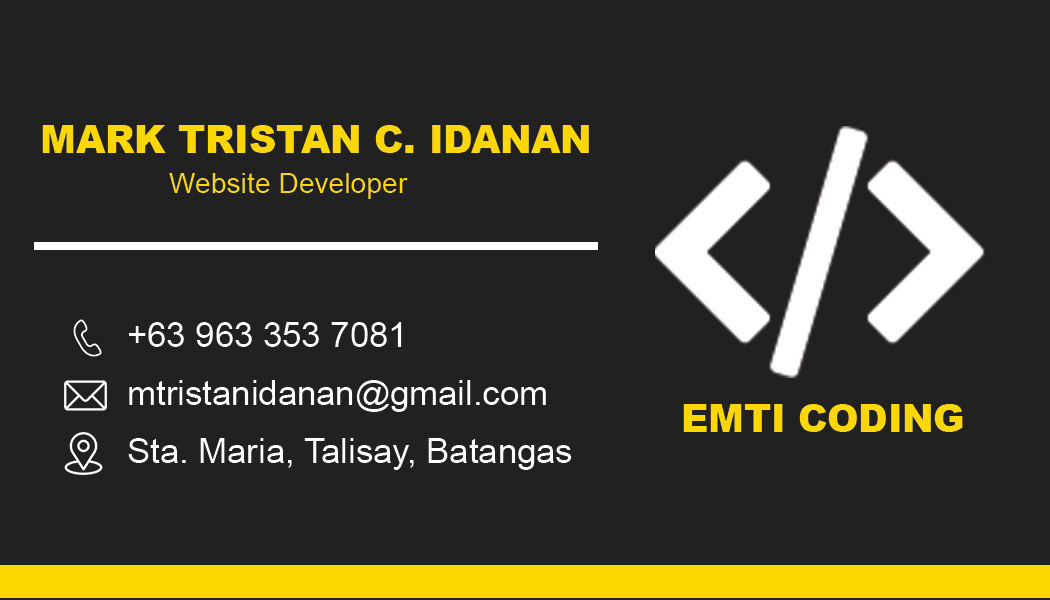 MARK TRISTAN C. IDANAN
Website Developer
+63 963 353 7081
mtristanidanan@gmail.com
Sta. Maria, Talisay, Batangas
</>
EMTI CODING